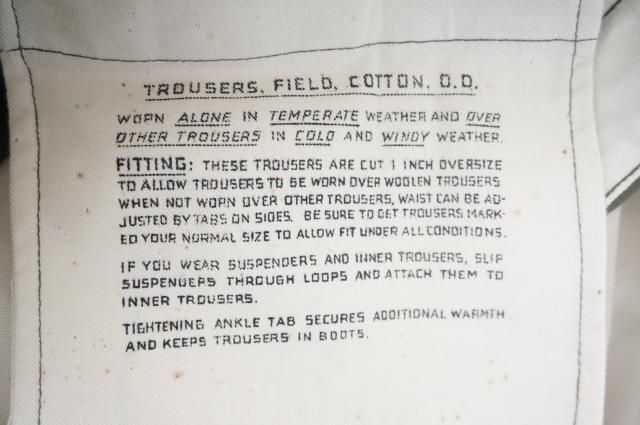 TROUSERS, FIELD, COTTON, O.D.
WORN ALONE IN TEMPERATE WEATHER AND OVER
OTHER TROUSERS IN COLD AND WINDY WEATHER.
FITTING: THESE TROUSERS ARE CUT 1 INCH OVERSIZE
TO ALLOW TROUSERS TO BE WORN OVER WOOLEN TROUSERS
WHEN NOT WORN OVER OTHER TROUSERS, WAIST CAN BE AD-
JUSTED BY TABS ON SIDES. BE SURE TO GET TROUSERS MARK-
ED YOUR NORMAL SIZE TO ALLOW FIT UNDER ALL CONDITIONS.
IF YOU WEAR SUSPENDERS AND INNER TROUSERS, SLIP
SUSPENDERS THROUGH LOOPS AND ATTACH THEM TO
INNER TROUSERS.
TIGHTENING ANKLE TAB SECURES ADDITIONAL WARMTH
AND KEEPS TROUSERS IN BOOTS.